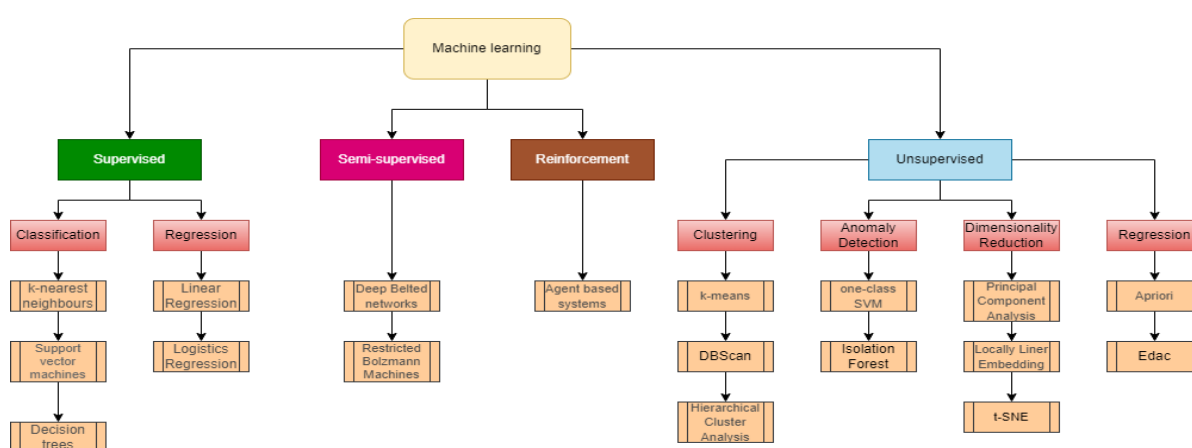 Machine learning
Supervised
Semi-supervised
Reinforcement
Unsupervised
Classification
Regression
Clustering
Anomaly
Detection
Dimensionality
Reduction
Regression
k-nearest
neighbours
Linear
Regression
Deep Belted
networks
Agent based
systems
k-means
one-class
SVM
Principal
Component
Analysis
Apriori
Support
vector
machines
Logistics
Regression
Restricted
Bolzmann
Machines
DBScan
Isolation
Forest
Locally Liner
Embedding
Edac
Decision
trees
Hierarchical
Cluster
Analysis
t-SNE